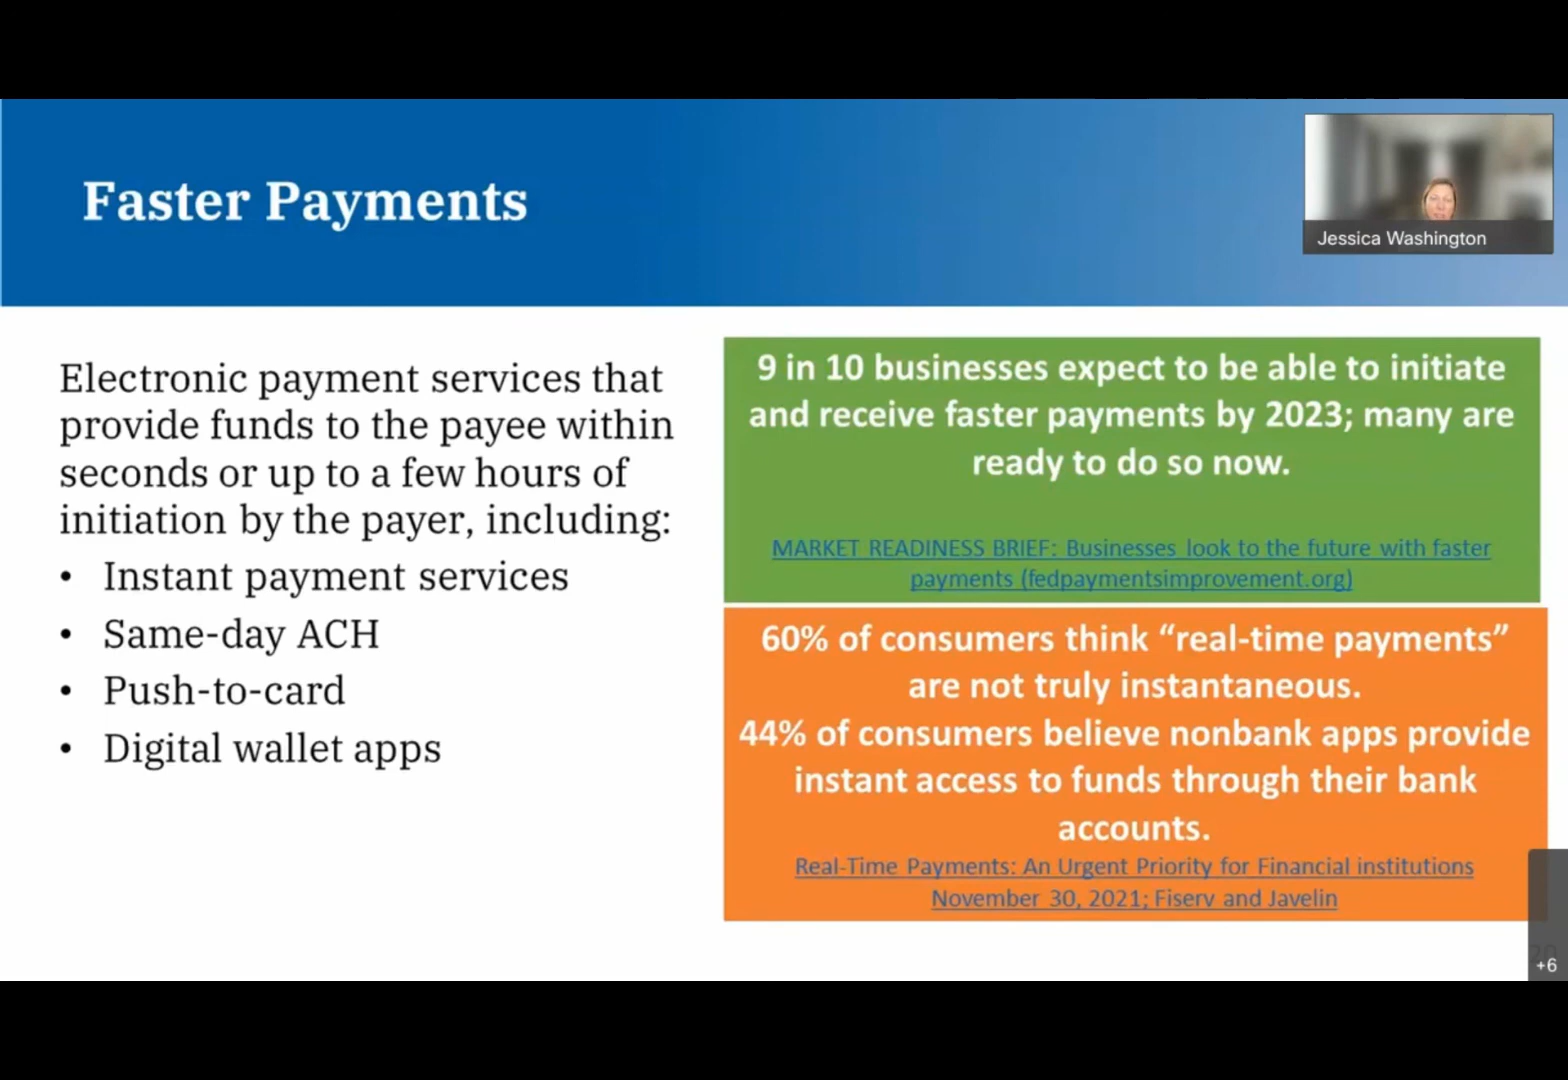 Faster Payments
Jessica Washington
Electronic payment services that
provide funds to the payee within
seconds or up to a few hours of
initiation by the payer, including:
• Instant payment services
• Same-day ACH
• Push-to-card
• Digital wallet apps
9 in 10 businesses expect to be able to initiate
and receive faster payments by 2023; many are
ready to do so now.
MARKET READINESS BRIEF: Businesses look to the future with faster
payments (fedpaymentsimprovement.org)
60% of consumers think “real-time payments”
are not truly instantaneous.
44% of consumers believe nonbank apps provide
instant access to funds through their bank
accounts.
Real-Time Payments: An Urgent Priority for Financial institutions
November 30, 2021; Fiserv and Javelin
+6